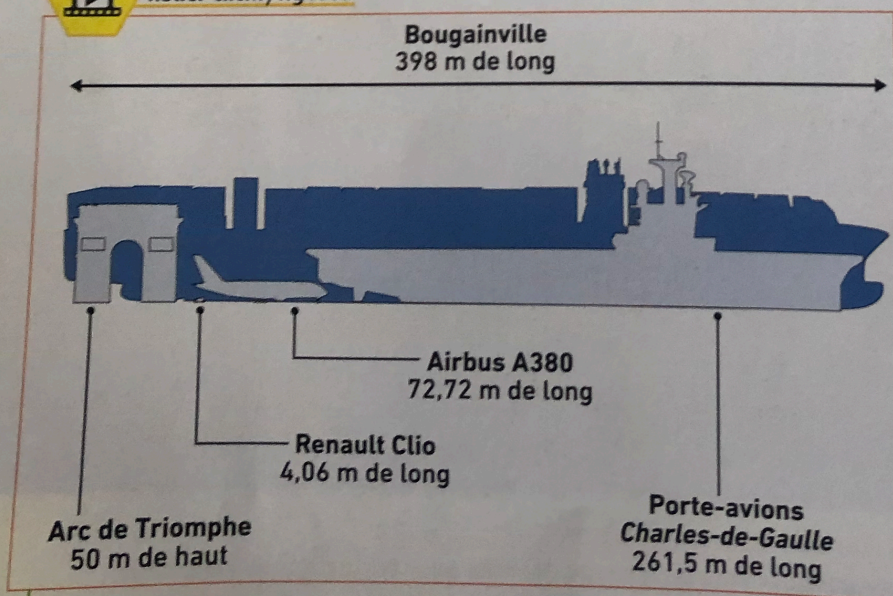 Bougainville
398 m de long
Airbus A380
72,72 m de long
Renault Clio
4,06 m de long
Porte-avions
Charles-de-Gaulle
261,5 m de long
Arc de Triomphe
50 m de haut